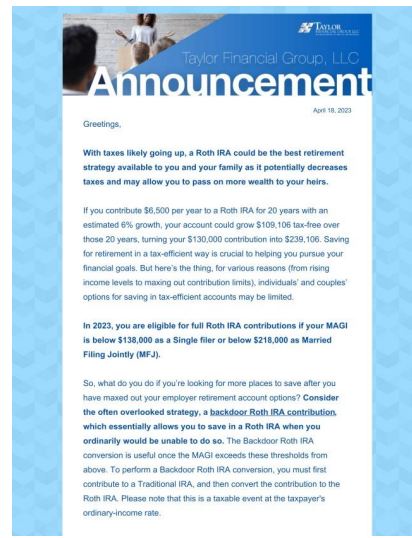 TAYLOR
FINANCIAL GROUP, LLC
Taylor Financial Group, LLC
Announcement
April 18, 2023
Greetings,
With taxes likely going up, a Roth IRA could be the best retirement
strategy available to you and your family as it potentially decreases
taxes and may allow you to pass on more wealth to your heirs.
If you contribute $6,500 per year to a Roth IRA for 20 years with an
estimated 6% growth, your account could grow $109,106 tax-free over
those 20 years, turning your $130,000 contribution into $239,106. Saving
for retirement in a tax-efficient way is crucial to helping you pursue your
financial goals. But here's the thing, for various reasons (from rising
income levels to maxing out contribution limits), individuals' and couples'
options for saving in tax-efficient accounts may be limited.
In 2023, you are eligible for full Roth IRA contributions if your MAGI
is below $138,000 as a Single filer or below $218,000 as Married
Filing Jointly (MFJ).
So, what do you do if you're looking for more places to save after you
have maxed out your employer retirement account options? Consider
the often overlooked strategy, a backdoor Roth IRA contribution,
which essentially allows you to save in a Roth IRA when you
ordinarily would be unable to do so. The Backdoor Roth IRA
conversion is useful once the MAGI exceeds these thresholds from
above. To perform a Backdoor Roth IRA conversion, you must first
contribute to a Traditional IRA, and then convert the contribution to the
Roth IRA. Please note that this is a taxable event at the taxpayer's
ordinary-income rate.